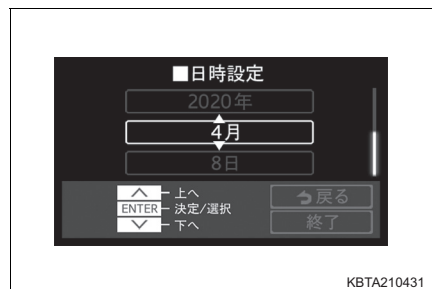 ■日時設定
2020年
4月
8日
上へ
ENTER 決定/選択
下へ
戻る
終了
KBTA210431